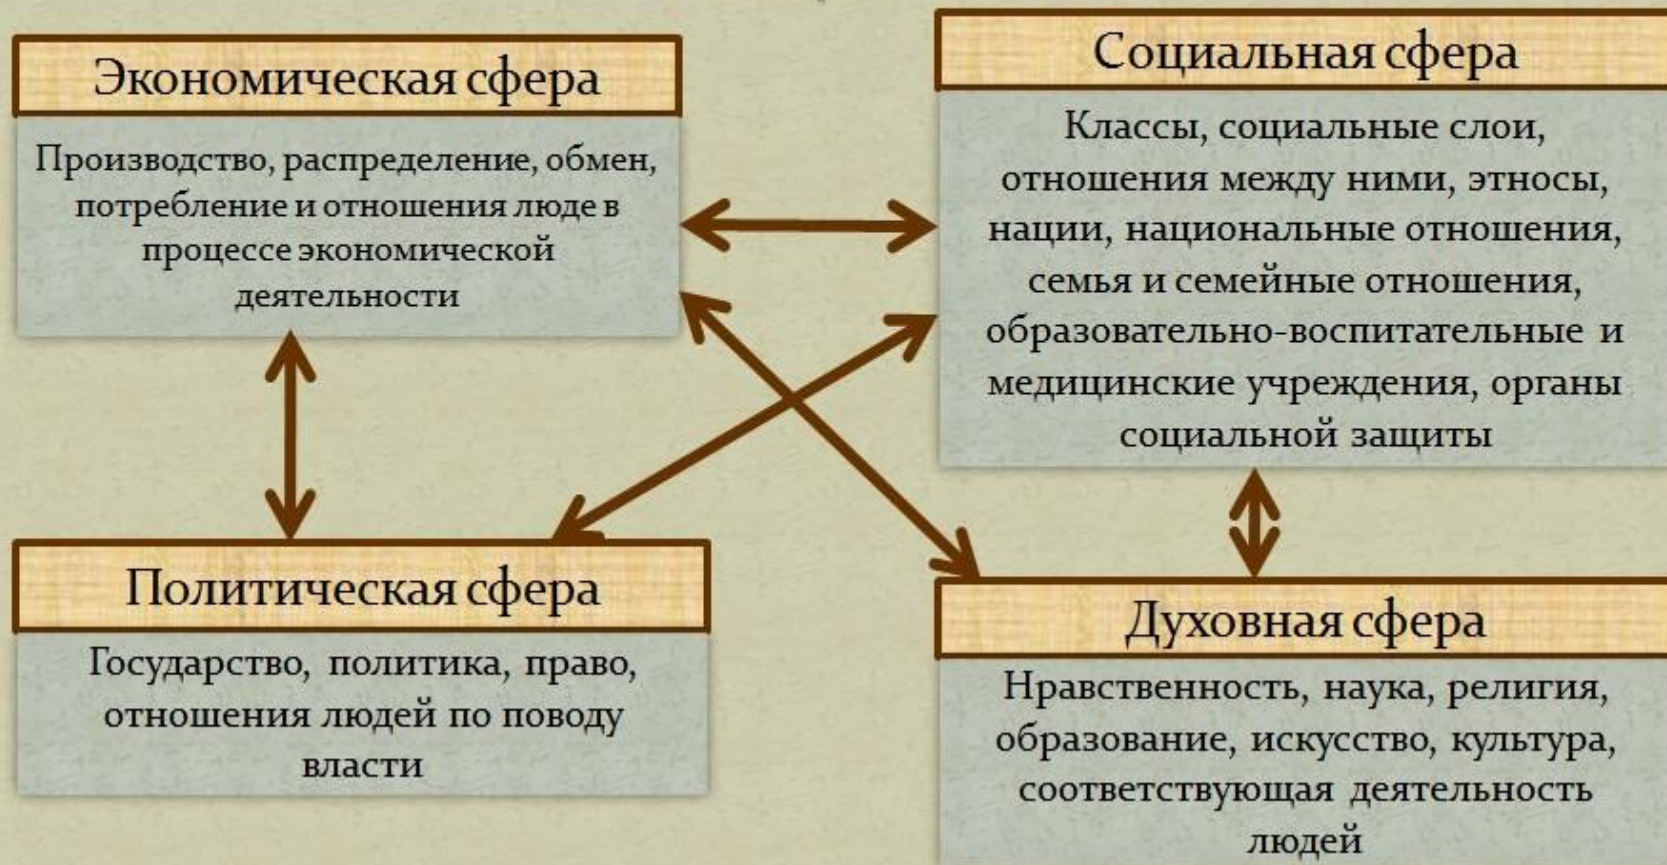 Экономическая сфера
Производство, распределение, обмен,
потребление и отношения люде в
процессе экономической
деятельности
Социальная сфера
Классы, социальные слои,
отношения между ними, этносы,
нации, национальные отношения,
семья и семейные отношения,
образовательно-воспитательные и
медицинские учреждения, органы
социальной защиты
Политическая сфера
Государство, политика, право,
отношения людей по поводу
власти
Духовная сфера
Нравственность, наука, религия,
образование, искусство, культура,
соответствующая деятельность
людей